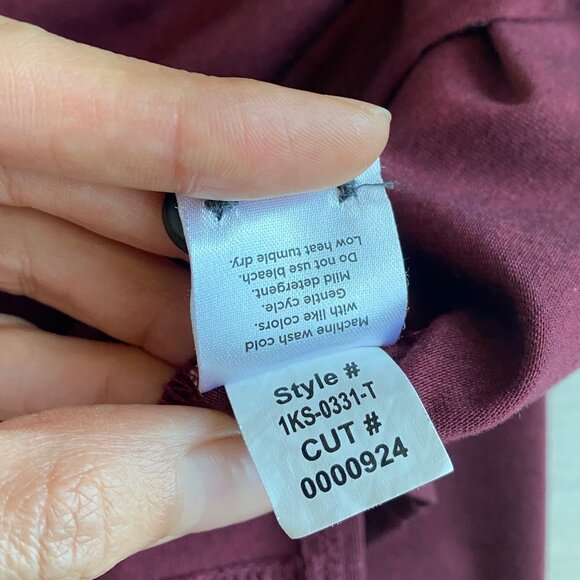 Machine wash cold
with like colors.
Gentle cycle.
Mild detergent.
Do not use bleach.
Low heat tumble dry.
Style #
1KS-0331-T
CUT #
0000924